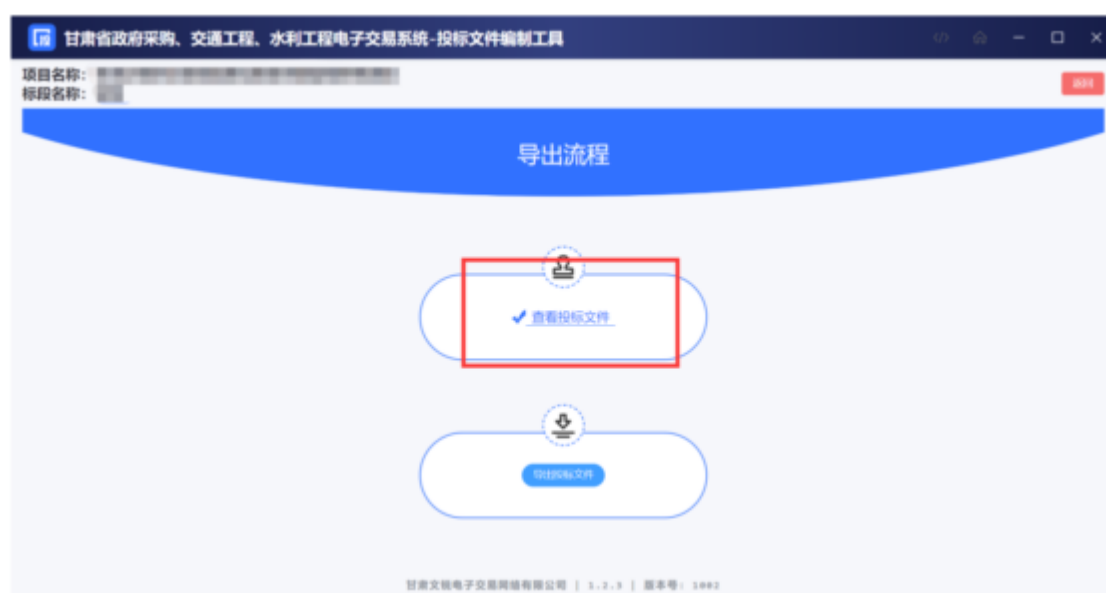 甘肃省政府采购、交通工程、水利工程电子交易系统-投标文件编制工具
项目名称：
标段名称：
返回
导出流程
查看投标文件
导出投标文件
甘肃文锐电子交易网络有限公司 | 1.2.3 | 版本号: 1002